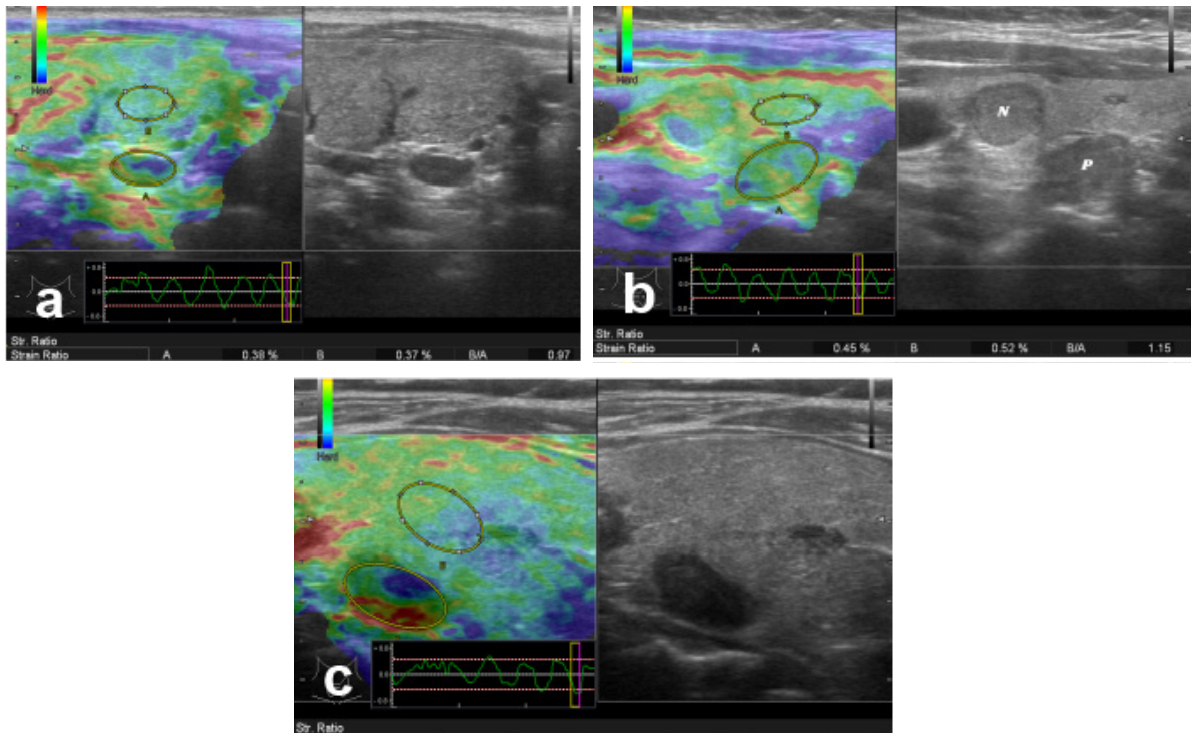 Hard
B
A
a
Str. Ratio
Strain Ratio A 0.38 % B 0.37 % B/A 0.97
Hard
B
A
N
P
b
Str. Ratio
Strain Ratio A 0.45 % B 0.52 % B/A 1.15
Hard
B
c
Str. Ratio